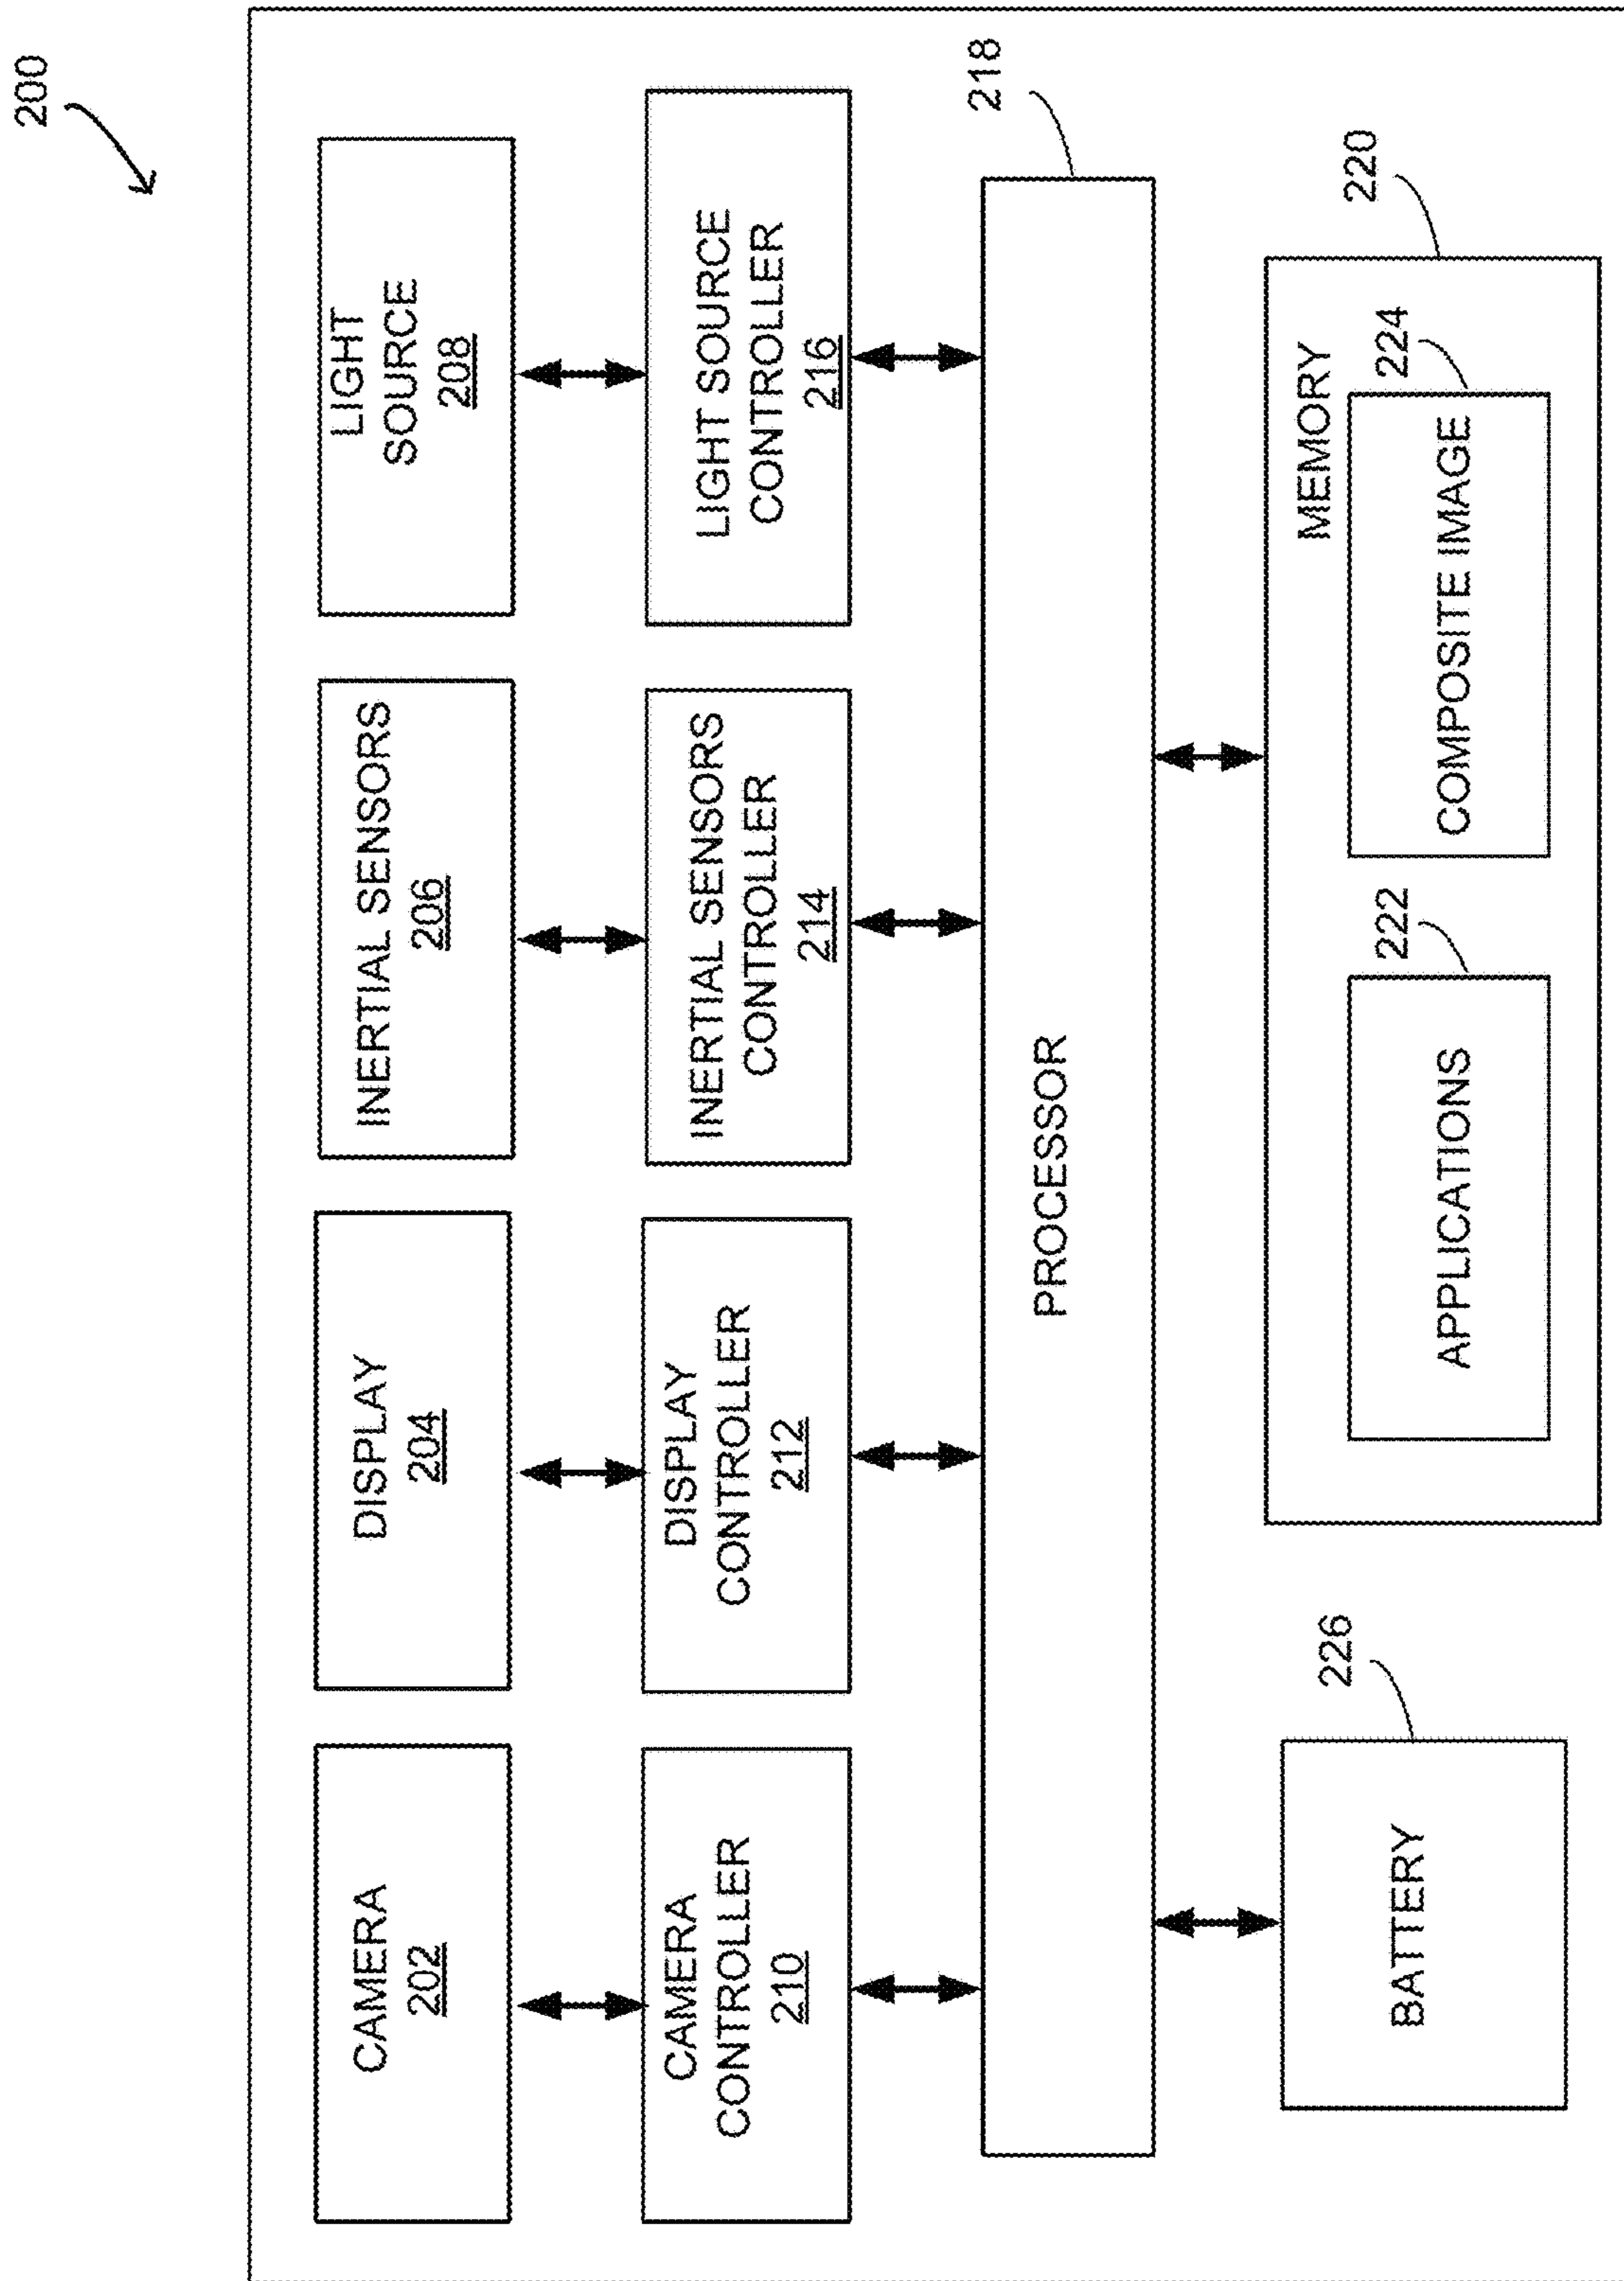 200
CAMERA
202
DISPLAY
204
INERTIAL SENSORS
206
LIGHT
SOURCE
208
CAMERA
CONTROLLER
210
DISPLAY
CONTROLLER
212
INERTIAL SENSORS
CONTROLLER
214
LIGHT SOURCE
CONTROLLER
216
218
PROCESSOR
220
226
BATTERY
MEMORY
222
APPLICATIONS
224
COMPOSITE IMAGE